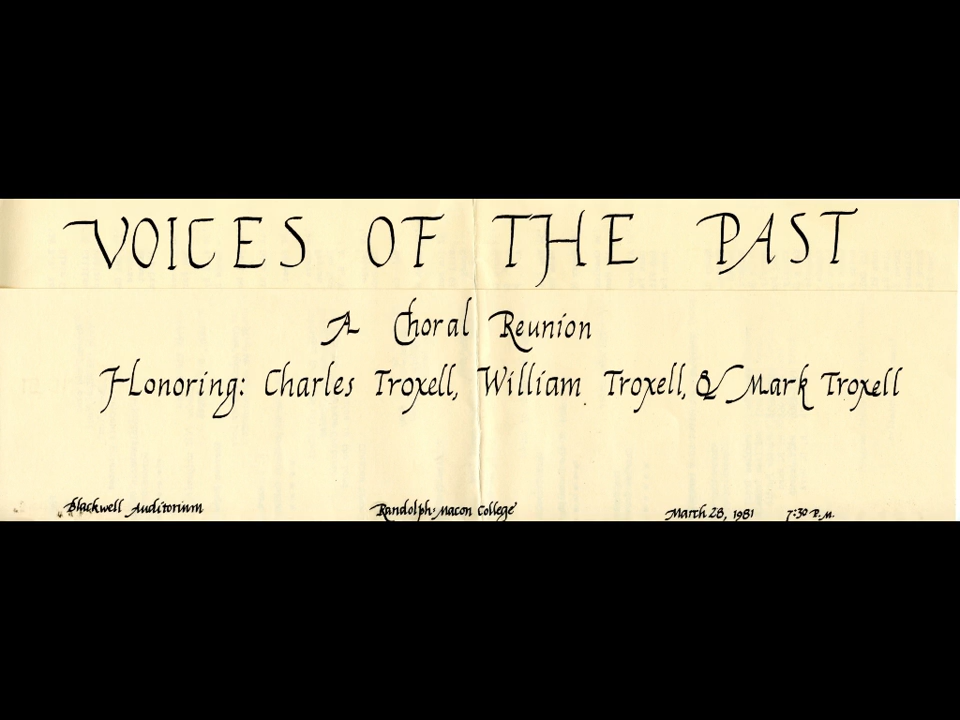 VOICES OF THE PAST
A Choral Reunion
Honoring: Charles Troxell, William Troxell, & Mark Troxell
Blackwell Auditorium Randolph-Macon College March 28, 1981 7:30 P.M.